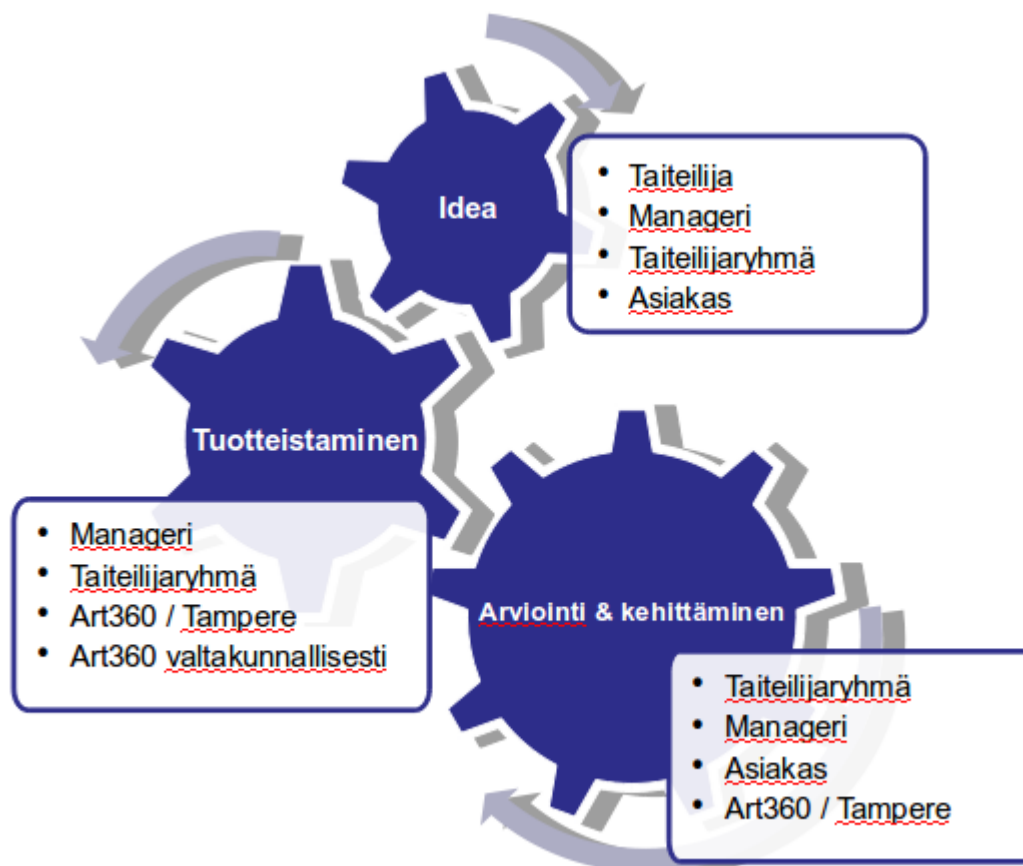 Idea
• Taiteilija
• Manageri
• Taiteilijaryhmä
• Asiakas
Tuotteistaminen
• Manageri
• Taiteilijaryhmä
• Art360 / Tampere
• Art360 valtakunnallisesti
Arviointi & kehittäminen
• Taiteilijaryhmä
• Manageri
• Asiakas
• Art360 / Tampere